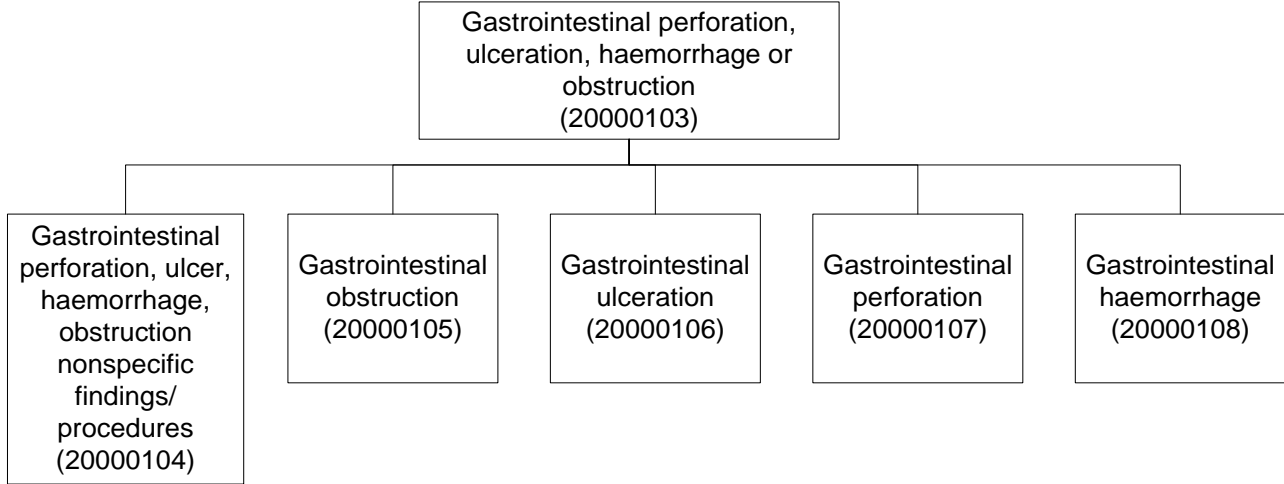 Gastrointestinal perforation,
ulceration, haemorrhage or
obstruction
(20000103)
Gastrointestinal
perforation, ulcer,
haemorrhage,
obstruction
nonspecific
findings/
procedures
(20000104)
Gastrointestinal
obstruction
(20000105)
Gastrointestinal
ulceration
(20000106)
Gastrointestinal
perforation
(20000107)
Gastrointestinal
haemorrhage
(20000108)